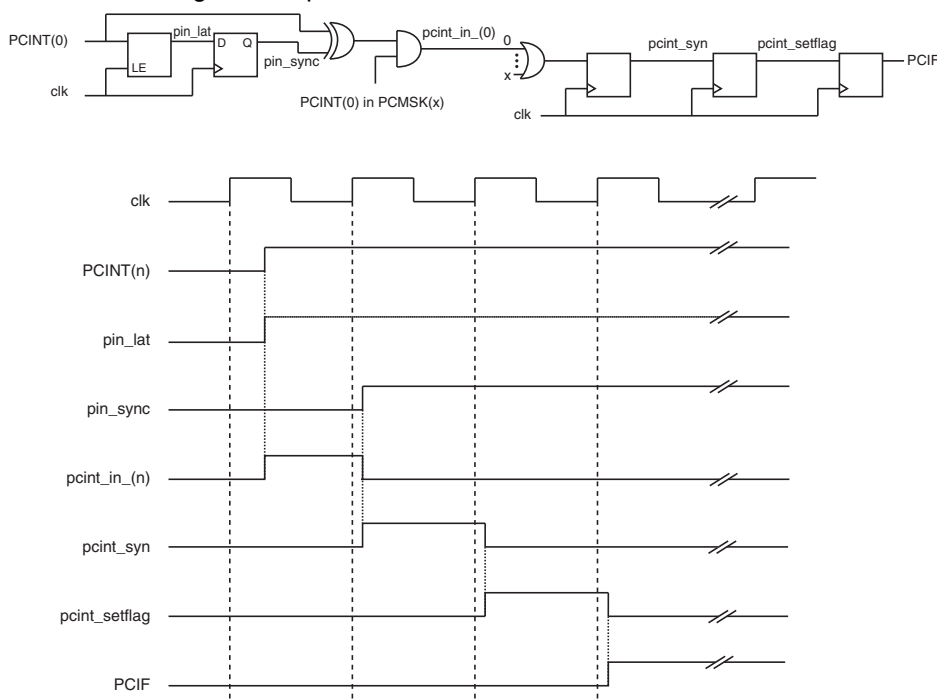 PCINT(0)
LE
pin_lat
D Q
pin_sync
clk
PCINT(0) in PCMSK(x)
pcint_in_(0)
0
x
clk
pcint_syn
pcint_setflag
PCIF
clk
PCINT(n)
pin_lat
pin_sync
pcint_in_(n)
pcint_syn
pcint_setflag
PCIF